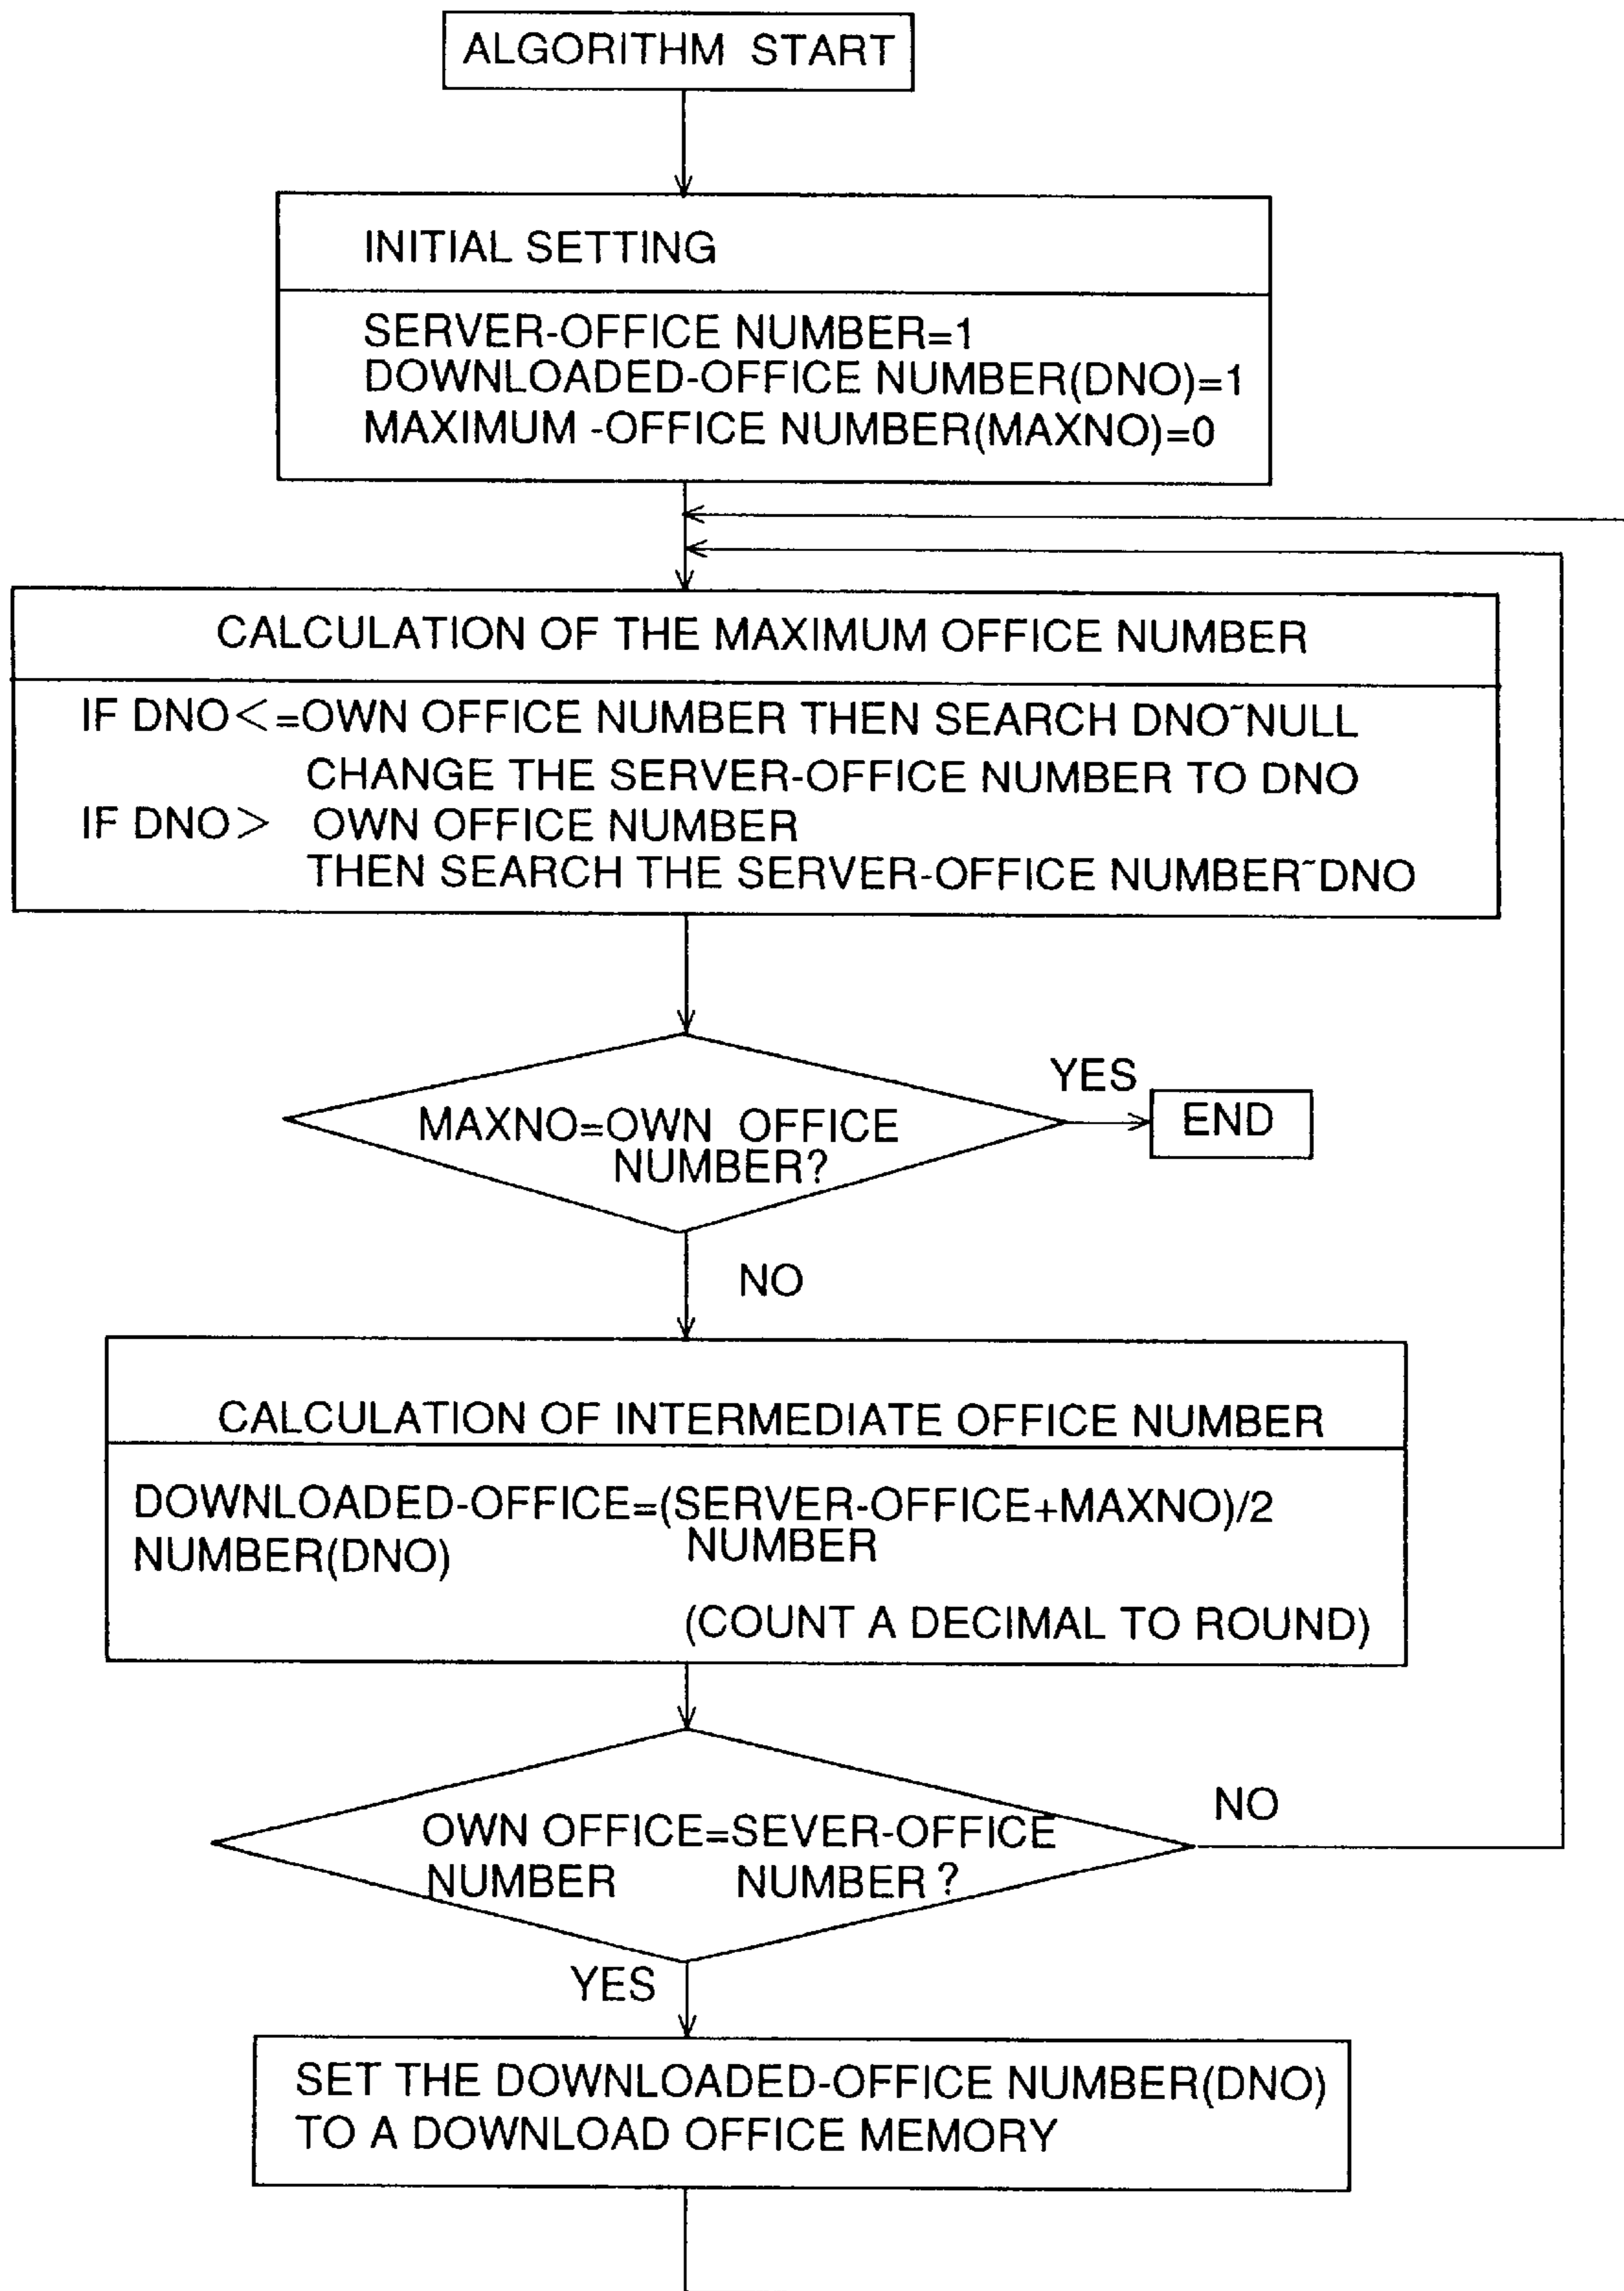 ALGORITHM START
INITIAL SETTING
SERVER-OFFICE NUMBER=1
DOWNLOADED-OFFICE NUMBER(DNO)=1
MAXIMUM -OFFICE NUMBER(MAXNO)=0
CALCULATION OF THE MAXIMUM OFFICE NUMBER
IF DNO<=OWN OFFICE NUMBER THEN SEARCH DNO~NULL
CHANGE THE SERVER-OFFICE NUMBER TO DNO
IF DNO> OWN OFFICE NUMBER
THEN SEARCH THE SERVER-OFFICE NUMBER~DNO
MAXNO=OWN OFFICE
NUMBER?
YES
END
NO
CALCULATION OF INTERMEDIATE OFFICE NUMBER
DOWNLOADED-OFFICE=(SERVER-OFFICE+MAXNO)/2
NUMBER(DNO) NUMBER
(COUNT A DECIMAL TO ROUND)
OWN OFFICE=SEVER-OFFICE
NUMBER NUMBER?
NO
YES
SET THE DOWNLOADED-OFFICE NUMBER(DNO)
TO A DOWNLOAD OFFICE MEMORY